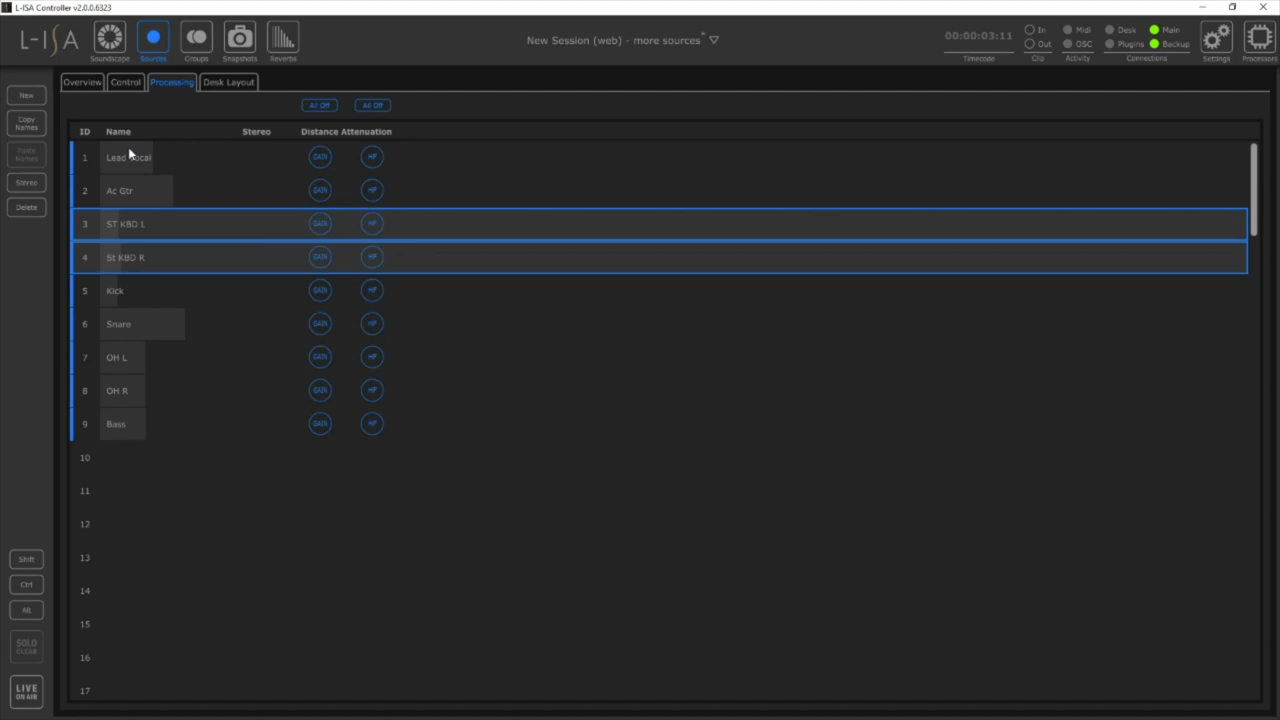 L-ISA Controller v2.0.0.6323
L-ISA
Soundscape
Sources
Groups
Snapshots
Reverbs
New Session (web) - more sources*
00:00:03:11
Timecode
In
Out
Clip
Midi
OSC
Activity
Desk
Main
Plugins
Backup
Connections
Settings
Processors
Overview
Control
Processing
Desk Layout
New
Copy
Names
Paste
Names
Stereo
Delete
All Off
All Off
ID
Name
Stereo
Distance Attenuation
1
Lead Vocal
GAIN
HF
2
Ac Gtr
GAIN
HF
3
ST KBD L
GAIN
HF
4
St KBD R
GAIN
HF
5
Kick
GAIN
HF
6
Snare
GAIN
HF
7
OH L
GAIN
HF
8
OH R
GAIN
HF
9
Bass
GAIN
HF
10
11
12
13
14
15
16
17
Shift
Ctrl
Alt
SOLO
CLEAR
LIVE
ON AIR